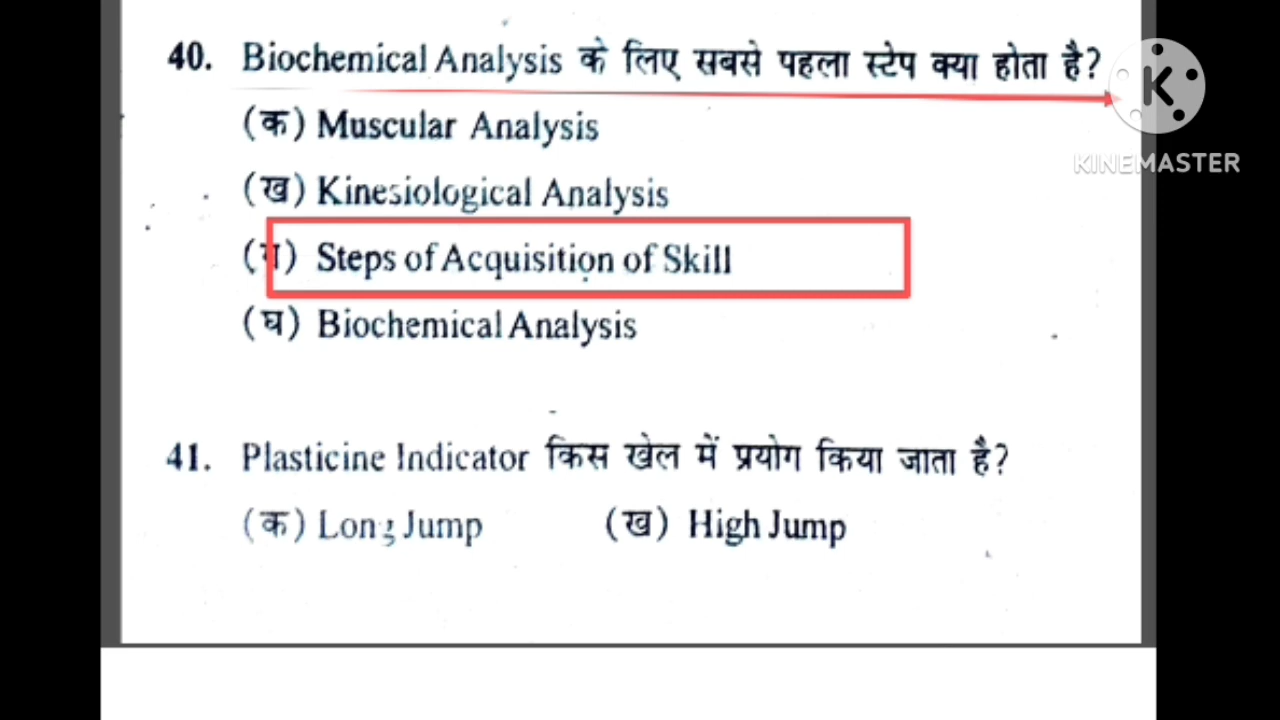 40. Biochemical Analysis के लिए सबसे पहला स्टेप क्या होता है?
K
KINEMASTER
(क) Muscular Analysis
(ख) Kinesiological Analysis
(ग) Steps of Acquisition of Skill
(घ) Biochemical Analysis
41. Plasticine Indicator किस खेल में प्रयोग किया जाता है?
(क) Long Jump (ख) High Jump